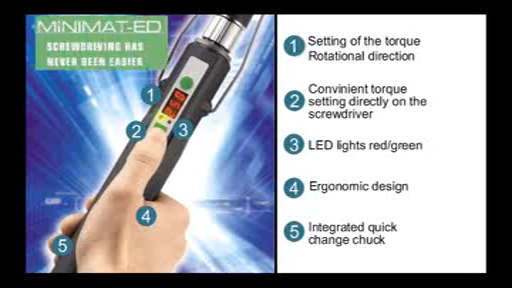 MiNiMAT-ED
SCREWDRIVING HAS
NEVER BEEN EASIER
1 Setting of the torque
Rotational direction
2 Convinient torque
setting directly on the
screwdriver
3 LED lights red/green
4 Ergonomic design
5 Integrated quick
change chuck
1
2
3
4
5